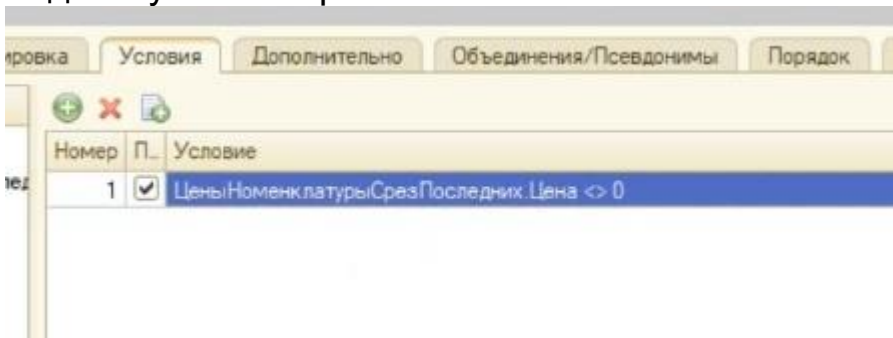 Условия Дополнительно Объединения/Псевдонимы Порядок
Номер П... Условие
1 ЦеныНоменклатурыСрезПоследних.Цена <> 0